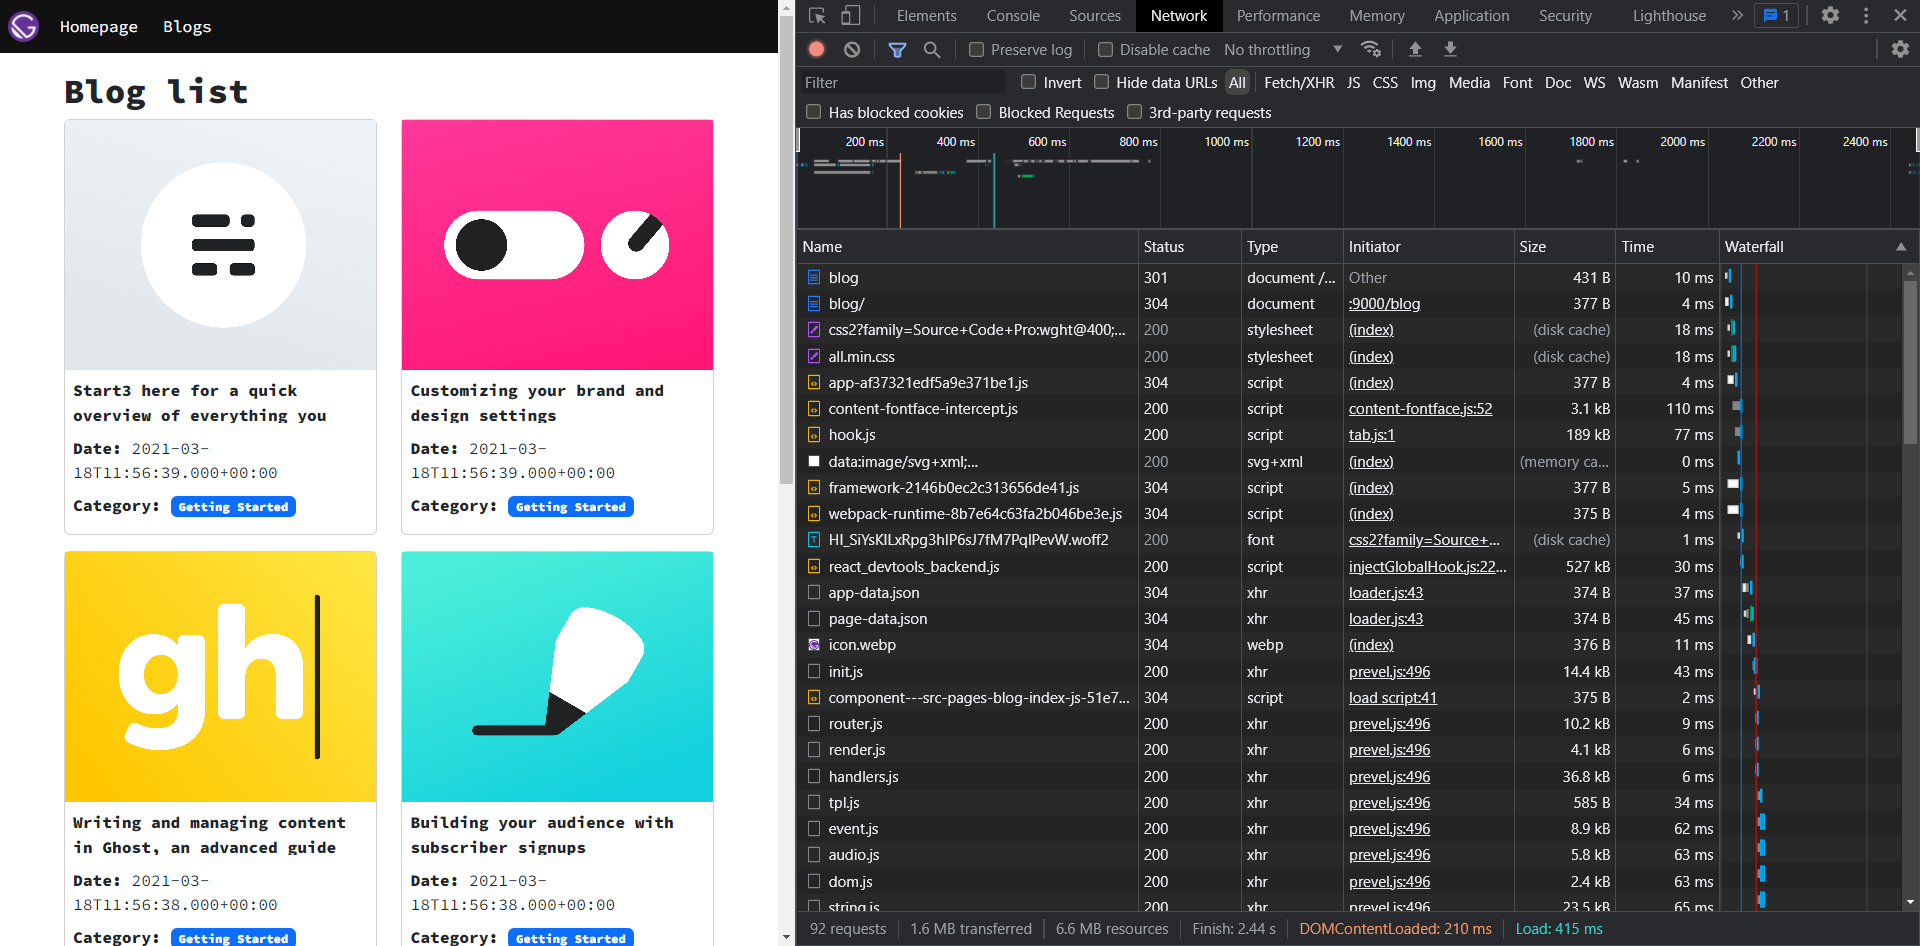 Homepage Blogs
Blog list
Start3 here for a quick
overview of everything you
Date: 2021-03-
18T11:56:39.000+00:00
Category: Getting Started
Customizing your brand and
design settings
Date: 2021-03-
18T11:56:39.000+00:00
Category: Getting Started
gh
Writing and managing content
in Ghost, an advanced guide
Date: 2021-03-
18T11:56:38.000+00:00
Category: Getting Started
Building your audience with
subscriber signups
Date: 2021-03-
18T11:56:38.000+00:00
Category: Getting Started
Elements Console Sources Network Performance Memory Application Security Lighthouse » 1
Preserve log Disable cache No throttling
Filter Invert Hide data URLs All Fetch/XHR JS CSS Img Media Font Doc WS Wasm Manifest Other
Has blocked cookies Blocked Requests 3rd-party requests
200 ms 400 ms 600 ms 800 ms 1000 ms 1200 ms 1400 ms 1600 ms 1800 ms 2000 ms 2200 ms 2400 ms
Name Status Type Initiator Size Time Waterfall
blog 301 document /... Other 431 B 10 ms
blog/ 304 document :9000/blog 377 B 4 ms
css2?family=Source+Code+Pro:wght@400;... 200 stylesheet (index) (disk cache) 18 ms
all.min.css 200 stylesheet (index) (disk cache) 18 ms
app-af37321edf5a9e371be1.js 304 script (index) 377 B 4 ms
content-fontface-intercept.js 200 script content-fontface.js:52 3.1 kB 110 ms
hook.js 200 script tab.js:1 189 kB 77 ms
data:image/svg+xml;... 200 svg+xml (index) (memory ca... 0 ms
framework-2146b0ec2c313656de41.js 304 script (index) 377 B 5 ms
webpack-runtime-8b7e64c63fa2b046be3e.js 304 script (index) 375 B 4 ms
HI_SiYsKILxRpg3hIP6sJ7fM7PqlPevW.woff2 200 font css2?family=Source+... (disk cache) 1 ms
react_devtools_backend.js 200 script injectGlobalHook.js:22... 527 kB 30 ms
app-data.json 304 xhr loader.js:43 374 B 37 ms
page-data.json 304 xhr loader.js:43 374 B 45 ms
icon.webp 304 webp (index) 376 B 11 ms
init.js 200 xhr prevel.js:496 14.4 kB 43 ms
component---src-pages-blog-index-js-51e7... 304 script load script:41 375 B 2 ms
router.js 200 xhr prevel.js:496 10.2 kB 9 ms
render.js 200 xhr prevel.js:496 4.1 kB 6 ms
handlers.js 200 xhr prevel.js:496 36.8 kB 6 ms
tpl.js 200 xhr prevel.js:496 585 B 34 ms
event.js 200 xhr prevel.js:496 8.9 kB 62 ms
audio.js 200 xhr prevel.js:496 5.8 kB 63 ms
dom.js 200 xhr prevel.js:496 2.4 kB 63 ms
string.js 200 xhr prevel.js:496 23.5 kB 65 ms
92 requests 1.6 MB transferred 6.6 MB resources Finish: 2.44 s DOMContentLoaded: 210 ms Load: 415 ms